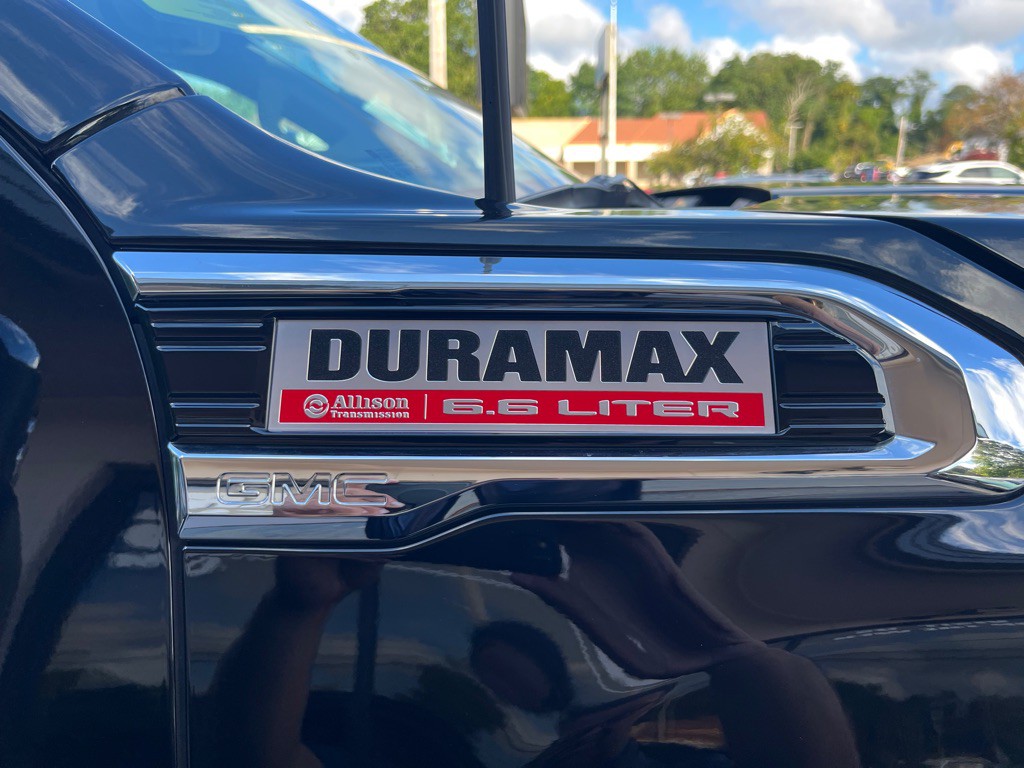 DURAMAX
Allison
Transmission
6.6 LITER
GMC